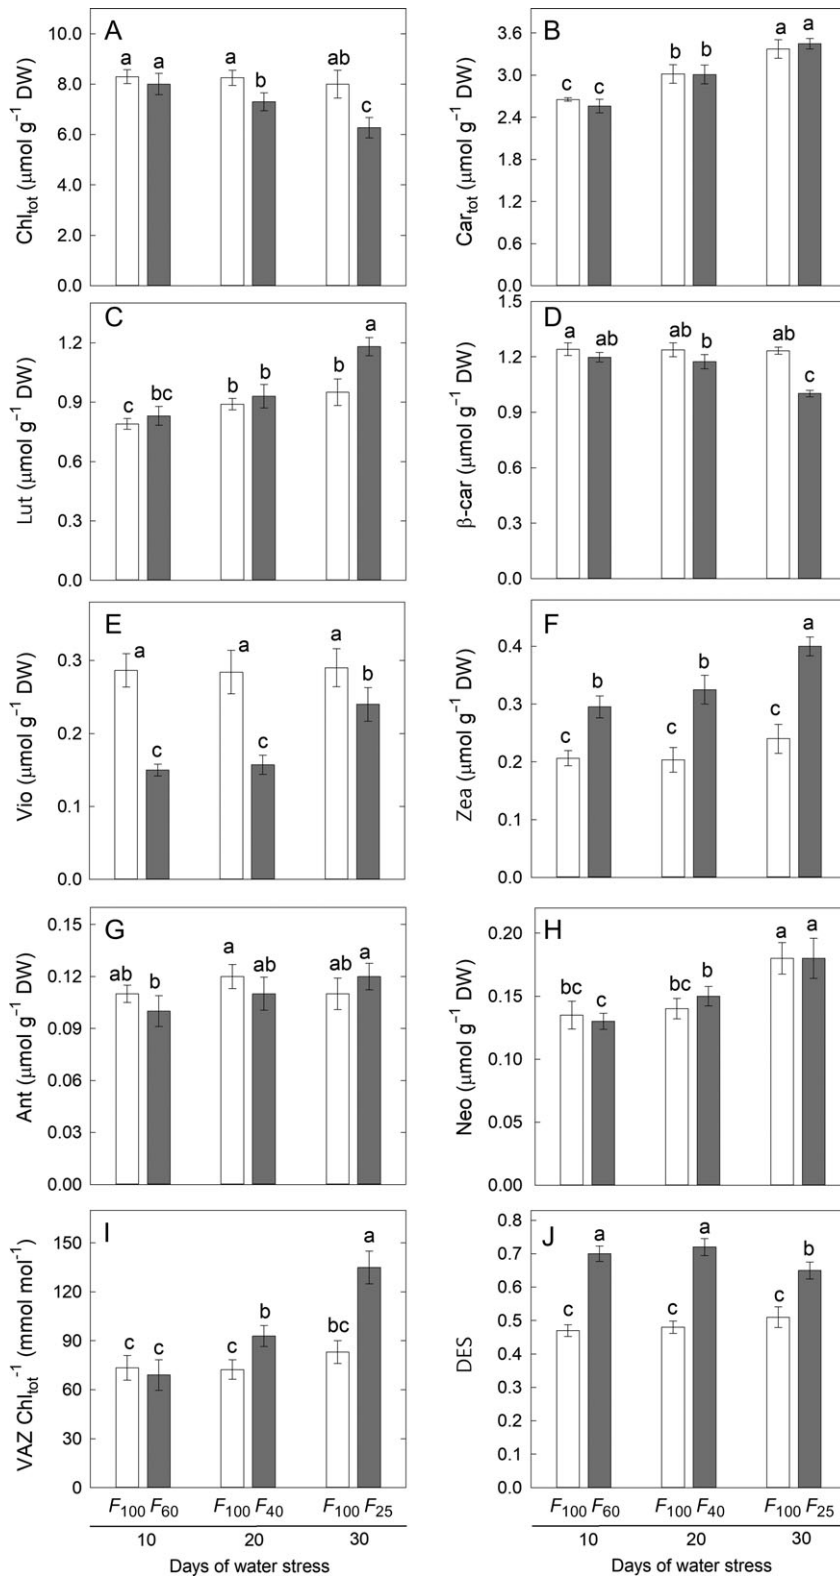 A
Chltot (μmol g−1 DW)
10.0
8.0
6.0
4.0
2.0
0.0
a a a b ab c
B
Cartot (μmol g−1 DW)
3.6
3.0
2.4
1.8
1.2
0.6
0.0
c c b b a a
C
Lut (μmol g−1 DW)
1.2
0.9
0.6
0.3
0.0
c bc b b b a
D
β-car (μmol g−1 DW)
1.5
1.2
0.9
0.6
0.3
0.0
a ab ab b ab c
E
Vio (μmol g−1 DW)
0.3
0.2
0.1
0.0
a c a c a b
F
Zea (μmol g−1 DW)
0.4
0.3
0.2
0.1
0.0
c b c b c a
G
Ant (μmol g−1 DW)
0.15
0.12
0.09
0.06
0.03
0.00
ab b a ab ab a
H
Neo (μmol g−1 DW)
0.20
0.15
0.10
0.05
0.00
bc c bc b a a
I
VAZ Chltot−1 (mmol mol−1)
150
120
90
60
30
0
c c c b bc a
J
DES
0.8
0.7
0.6
0.5
0.4
0.3
0.2
0.1
0.0
c a c a c b
F100 F60 F100 F40 F100 F25
10 20 30
Days of water stress
F100 F60 F100 F40 F100 F25
10 20 30
Days of water stress